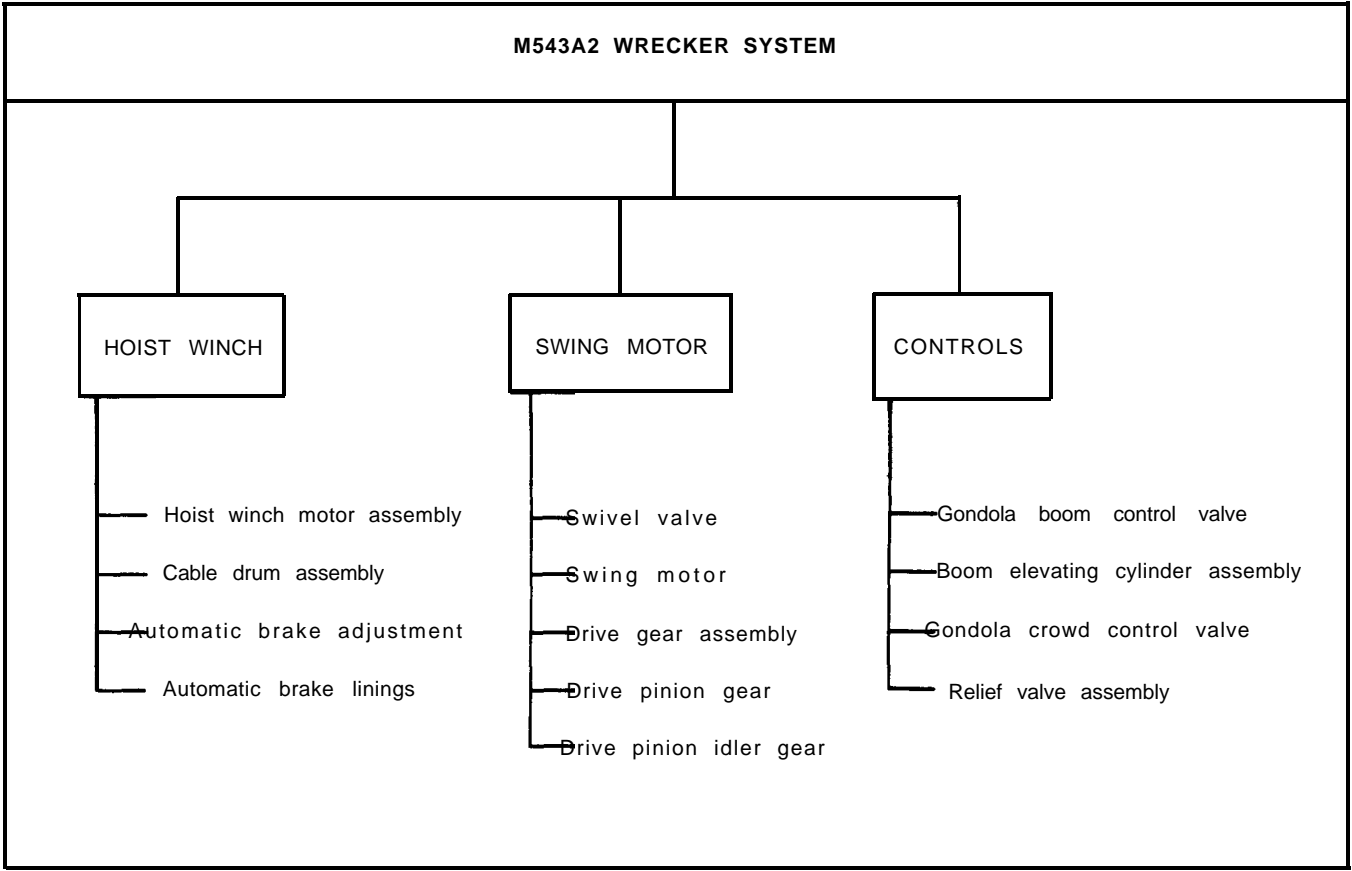 M543A2 WRECKER SYSTEM
HOIST WINCH
Hoist winch motor assembly
Cable drum assembly
Automatic brake adjustment
Automatic brake linings
SWING MOTOR
Swivel valve
Swing motor
Drive gear assembly
Drive pinion gear
Drive pinion idler gear
CONTROLS
Gondola boom control valve
Boom elevating cylinder assembly
Gondola crowd control valve
Relief valve assembly